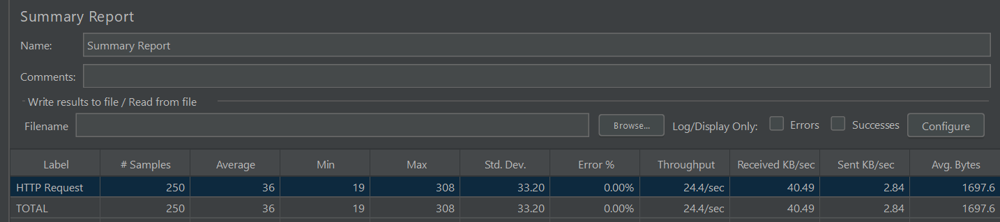 Summary Report
Name: Summary Report
Comments:
Write results to file / Read from file
Filename Browse... Log/Display Only: Errors Successes Configure
Label # Samples Average Min Max Std. Dev. Error % Throughput Received KB/sec Sent KB/sec Avg. Bytes
HTTP Request 250 36 19 308 33.20 0.00% 24.4/sec 40.49 2.84 1697.6
TOTAL 250 36 19 308 33.20 0.00% 24.4/sec 40.49 2.84 1697.6